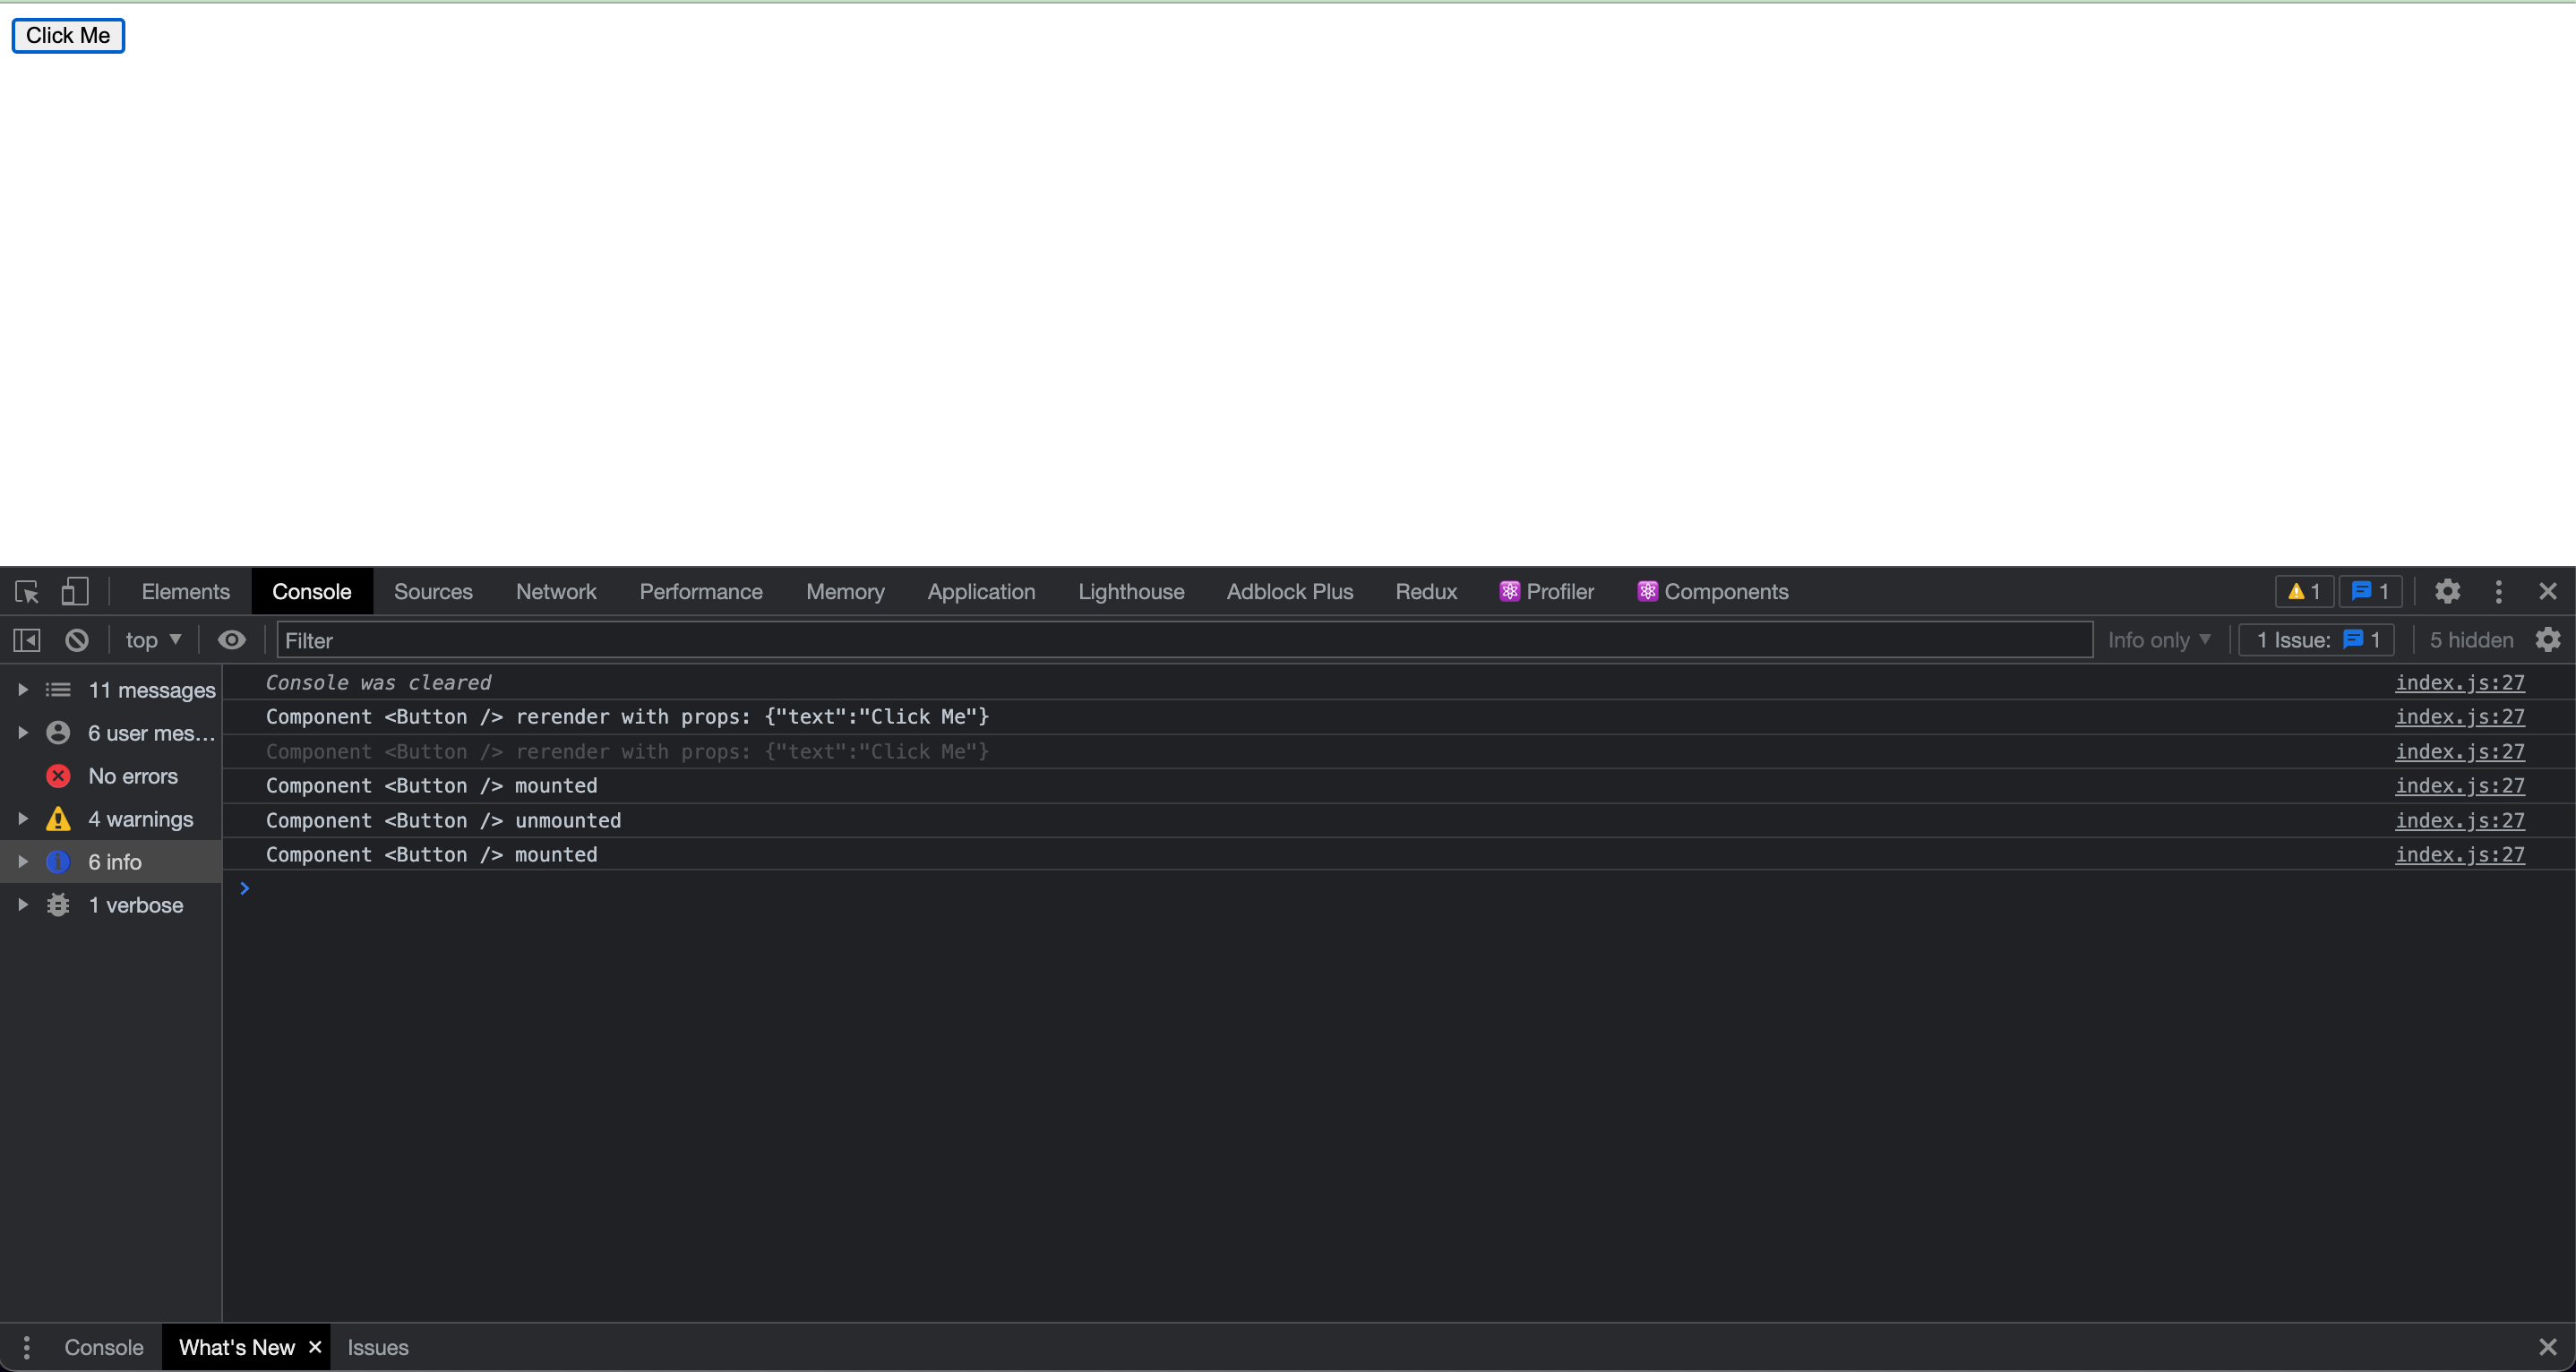 Click Me
Elements Console Sources Network Performance Memory Application Lighthouse Adblock Plus Redux Profiler Components 1 1
top Filter Info only 1 Issue: 1 5 hidden
11 messages
6 user mes...
No errors
4 warnings
6 info
1 verbose
Console was cleared index.js:27
Component <Button /> rerender with props: {"text":"Click Me"} index.js:27
Component <Button /> rerender with props: {"text":"Click Me"} index.js:27
Component <Button /> mounted index.js:27
Component <Button /> unmounted index.js:27
Component <Button /> mounted index.js:27
Console What's New Issues